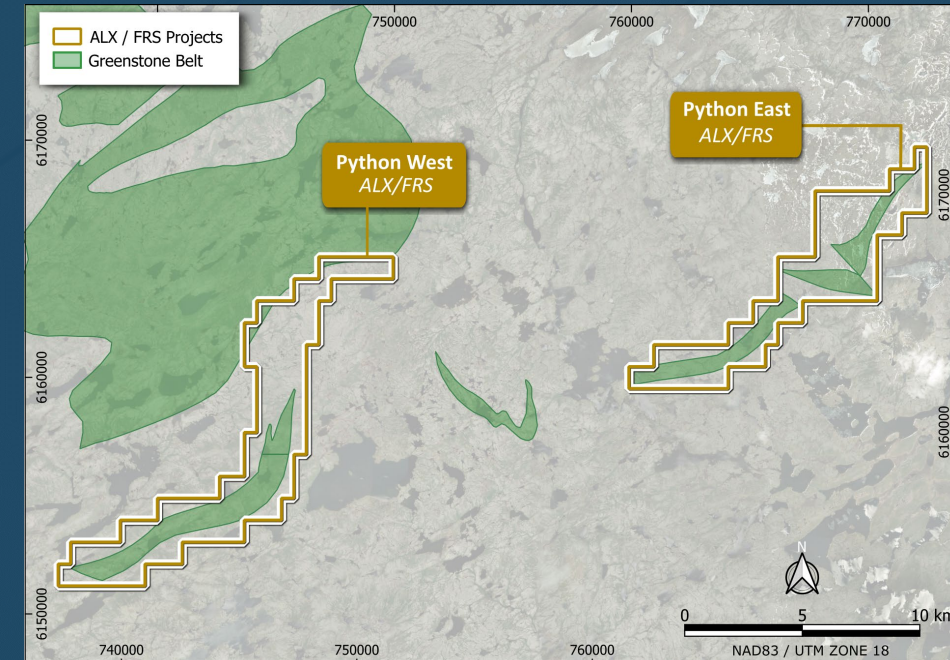 ALX / FRS Projects
Greenstone Belt
750000
760000
770000
6170000
6160000
6150000
Python West
ALX/FRS
Python East
ALX/FRS
6170000
6160000
N
0 5 10 km
NAD83 / UTM ZONE 18
740000
750000
760000